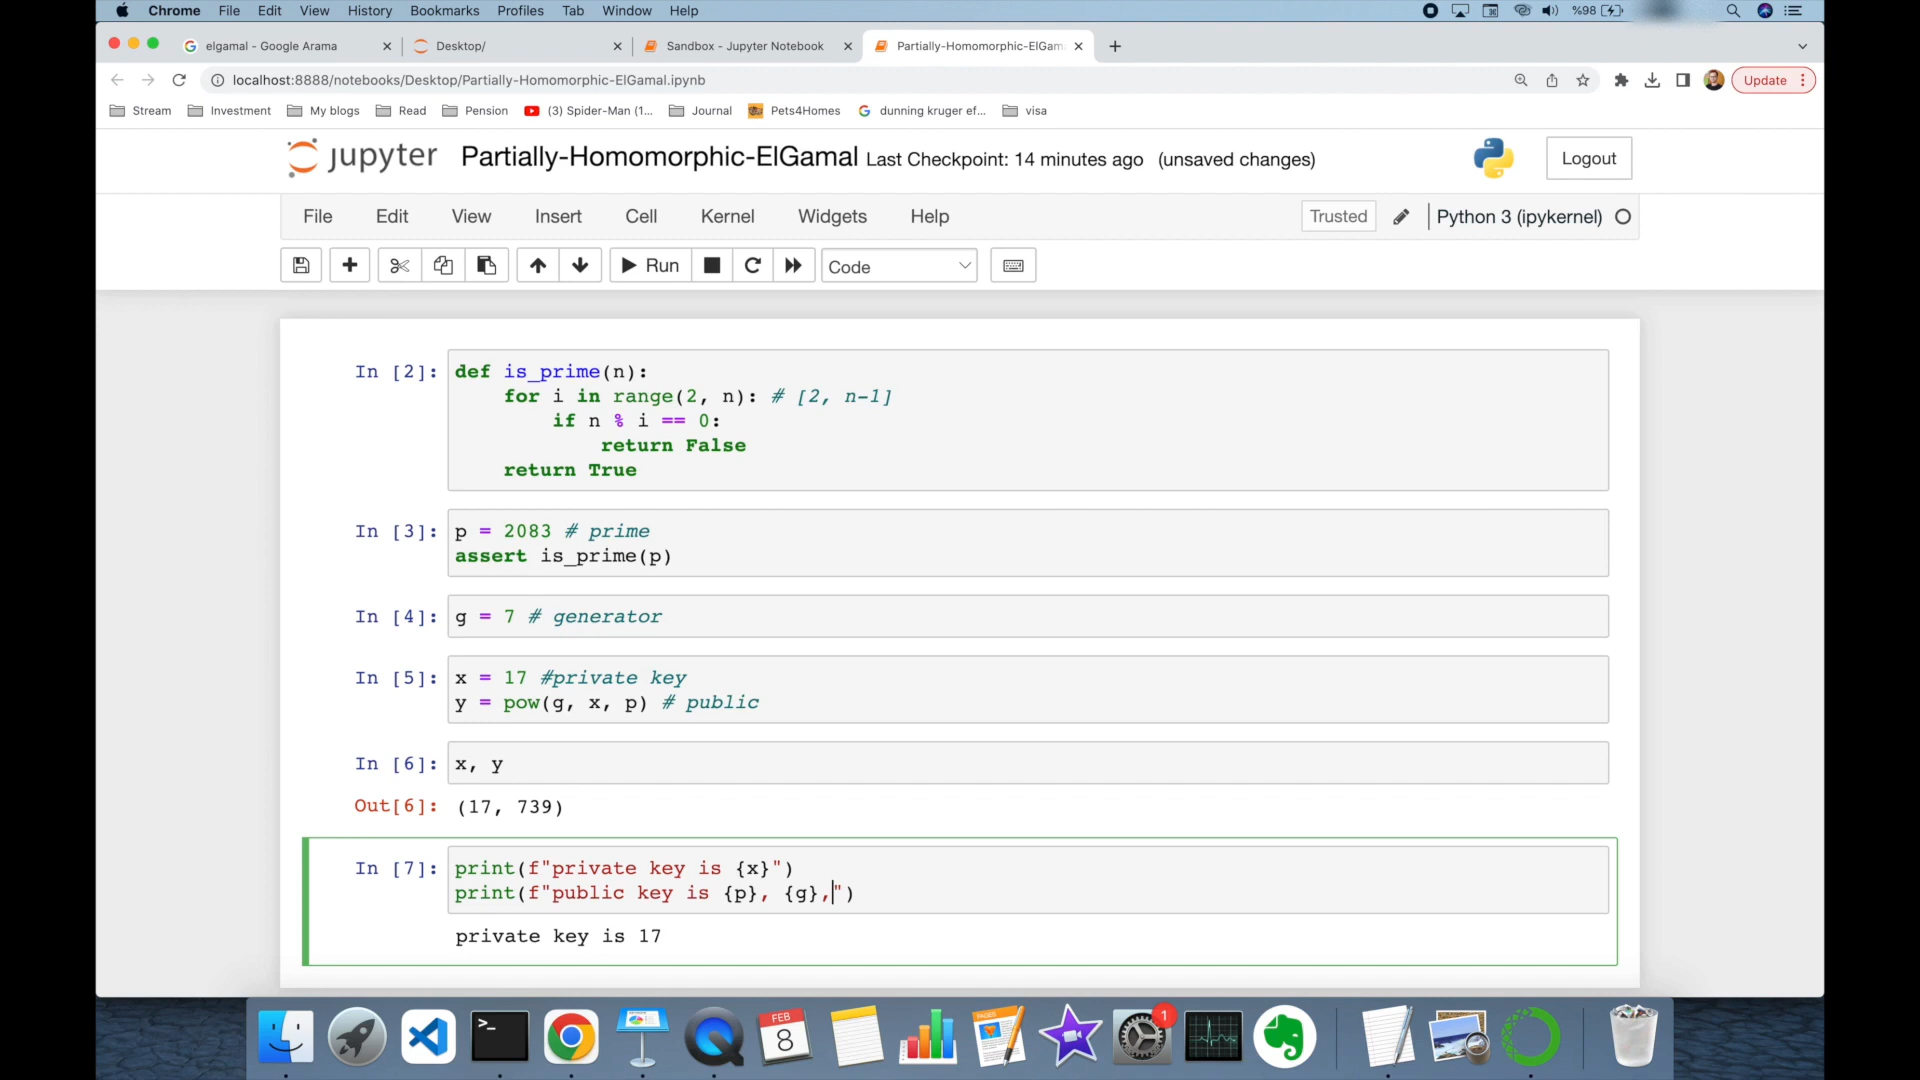 Chrome File Edit View History Bookmarks Profiles Tab Window Help %98
elgamal - Google Arama Desktop/ Sandbox - Jupyter Notebook Partially-Homomorphic-ElGam
localhost:8888/notebooks/Desktop/Partially-Homomorphic-ElGamal.ipynb Update
Stream Investment My blogs Read Pension (3) Spider-Man (1... Journal Pets4Homes dunning kruger ef... visa
jupyter Partially-Homomorphic-ElGamal Last Checkpoint: 14 minutes ago (unsaved changes) Logout
File Edit View Insert Cell Kernel Widgets Help Trusted Python 3 (ipykernel)
Run Code
In [2]: def is_prime(n):
for i in range(2, n): # [2, n-1]
if n % i == 0:
return False
return True
In [3]: p = 2083 # prime
assert is_prime(p)
In [4]: g = 7 # generator
In [5]: x = 17 #private key
y = pow(g, x, p) # public
In [6]: x, y
Out[6]: (17, 739)
In [7]: print(f"private key is {x}")
print(f"public key is {p}, {g},")
private key is 17
FEB
8
PAGES
1